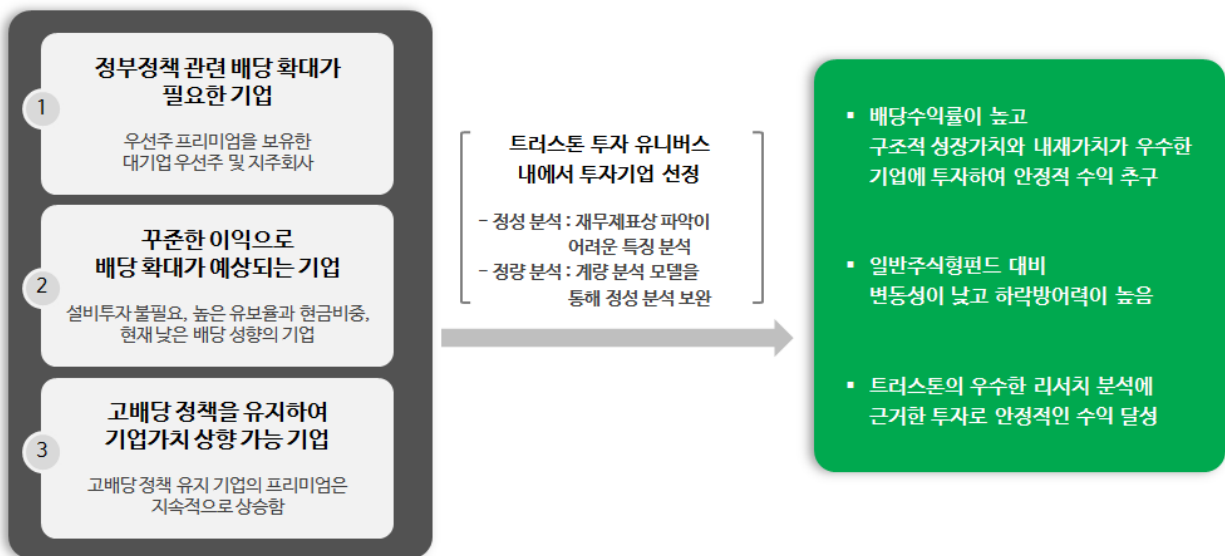 정부정책 관련 배당 확대가
필요한 기업
1
우선주 프리미엄을 보유한
대기업 우선주 및 지주회사
꾸준한 이익으로
배당 확대가 예상되는 기업
2
설비투자 불필요, 높은 유보율과 현금비중,
현재 낮은 배당 성향의 기업
고배당 정책을 유지하여
기업가치 상향 가능 기업
3
고배당 정책 유지 기업의 프리미엄은
지속적으로 상승함
트러스톤 투자 유니버스
내에서 투자기업 선정
- 정성 분석 : 재무제표상 파악이
어려운 특징 분석
- 정량 분석 : 계량 분석 모델을
통해 정성 분석 보완
▪ 배당수익률이 높고
구조적 성장가치와 내재가치가 우수한
기업에 투자하여 안정적 수익 추구
▪ 일반주식형펀드 대비
변동성이 낮고 하락방어력이 높음
▪ 트러스톤의 우수한 리서치 분석에
근거한 투자로 안정적인 수익 달성